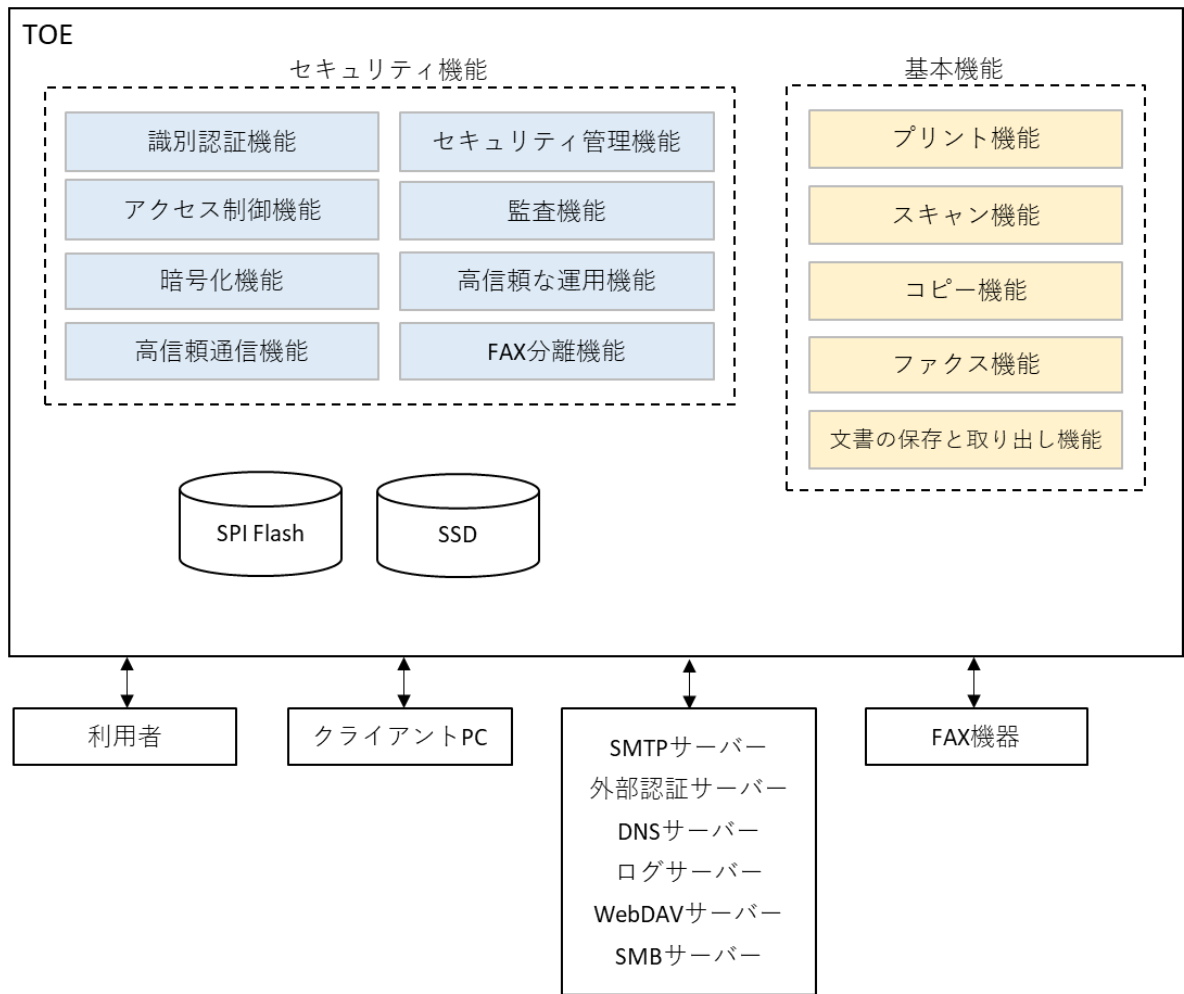 TOE
セキュリティ機能
識別認証機能
セキュリティ管理機能
アクセス制御機能
監査機能
暗号化機能
高信頼な運用機能
高信頼通信機能
FAX分離機能
基本機能
プリント機能
スキャン機能
コピー機能
ファクス機能
文書の保存と取り出し機能
SPI Flash
SSD
利用者
クライアントPC
SMTPサーバー
外部認証サーバー
DNSサーバー
ログサーバー
WebDAVサーバー
SMBサーバー
FAX機器